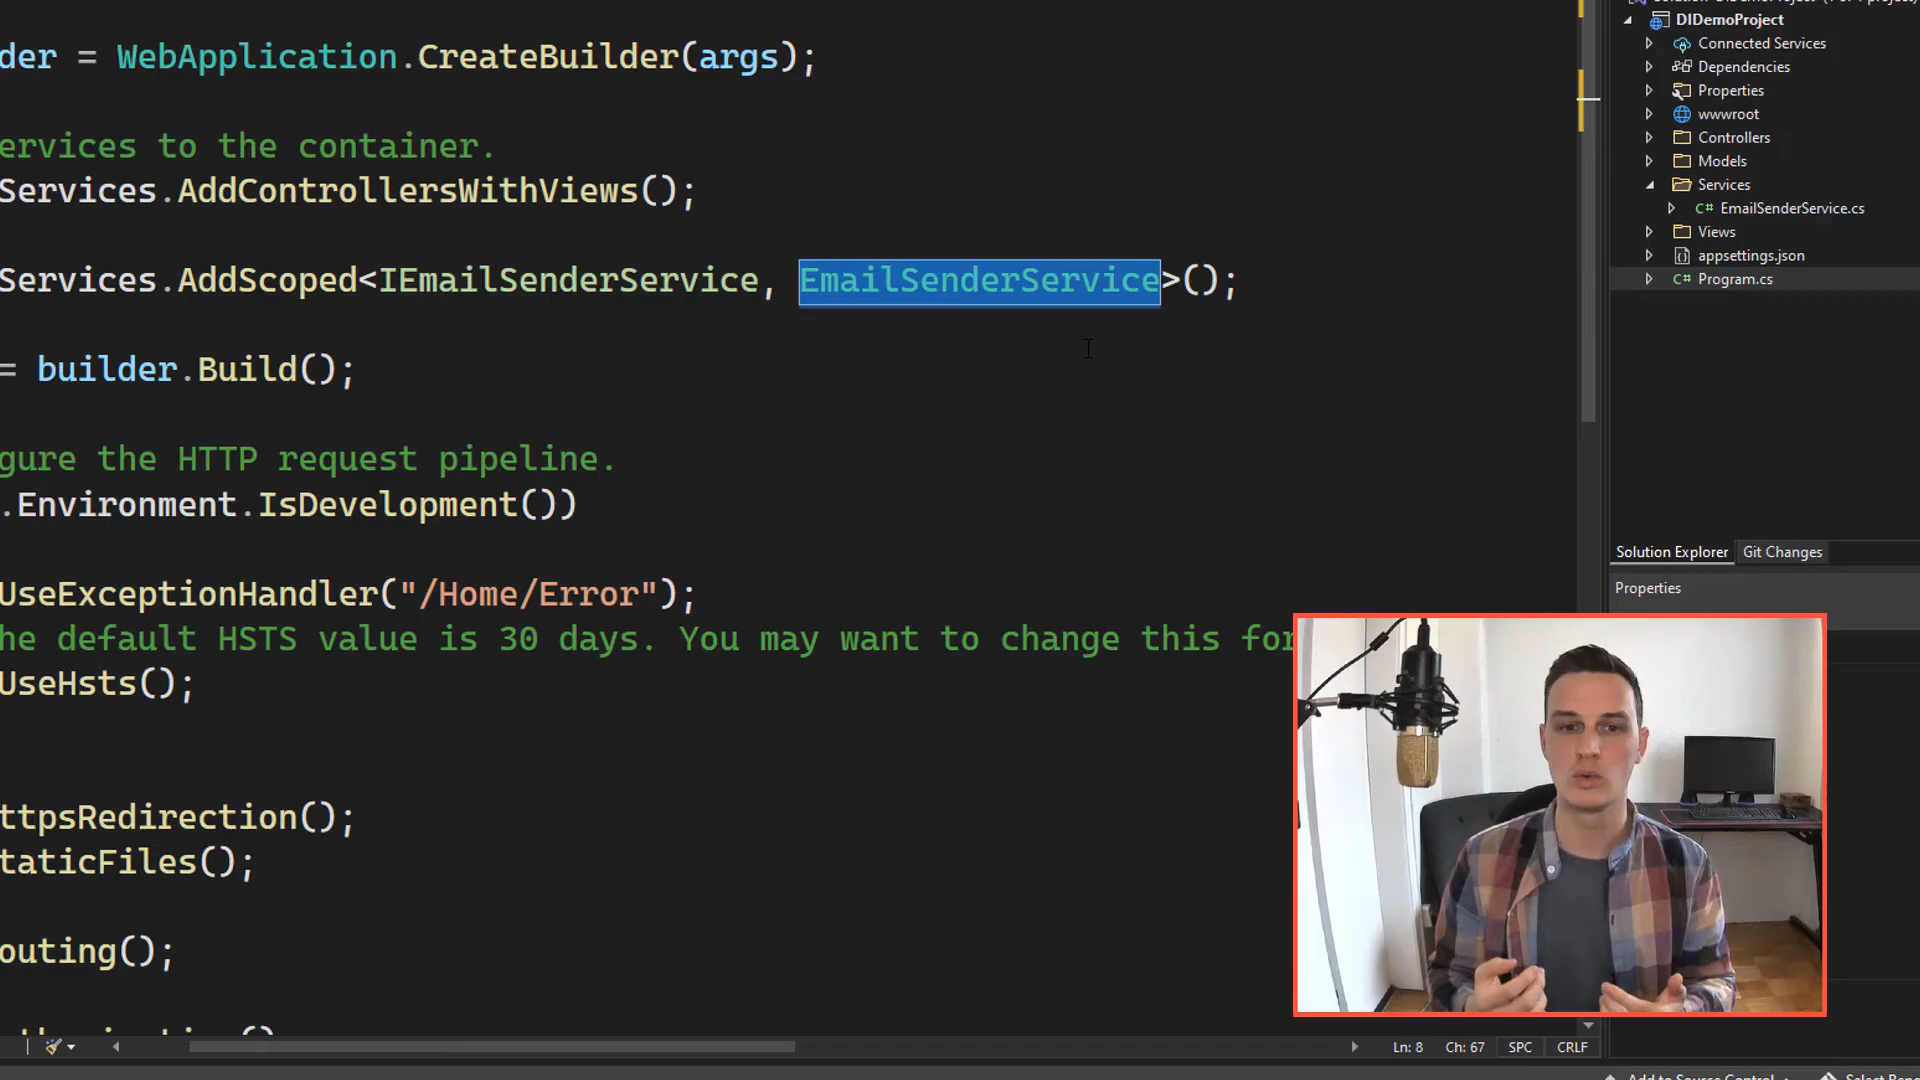 der = WebApplication.CreateBuilder(args);
ervices to the container.
Services.AddControllersWithViews();
Services.AddScoped<IEmailSenderService, EmailSenderService>();
= builder.Build();
gure the HTTP request pipeline.
.Environment.IsDevelopment())
UseExceptionHandler("/Home/Error");
he default HSTS value is 30 days. You may want to change this for
UseHsts();
ttpsRedirection();
taticFiles();
outing();
Ln: 8 Ch: 67 SPC CRLF
DIDemoProject
Connected Services
Dependencies
Properties
wwwroot
Controllers
Models
Services
C# EmailSenderService.cs
Views
appsettings.json
C# Program.cs
Solution Explorer Git Changes
Properties